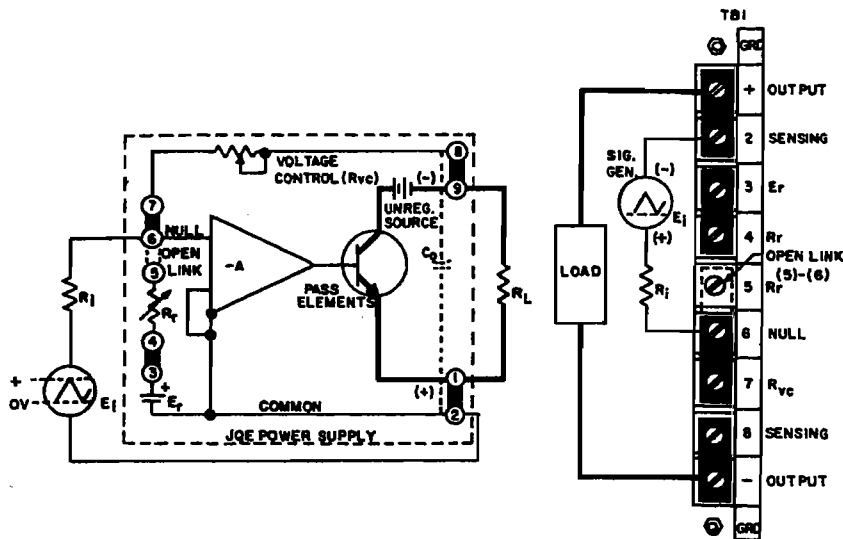 8
VOLTAGE
CONTROL (RVC)
(-)
9
7
UNREG.
SOURCE
NULL
6
OPEN
LINK
-A
Co
5
Ri
PASS
ELEMENTS
RL
Rr
4
3
+
+
0V
Ei
Er
COMMON
(+)
1
2
JQE POWER SUPPLY
TB1
GRD
+ OUTPUT
2 SENSING
SIG.
GEN.
(-)
3 Er
Ei
(+)
4 Rr
OPEN LINK
(5)-(6)
LOAD
Ri
5 Rr
6 NULL
7 RVC
8 SENSING
- OUTPUT
GRD